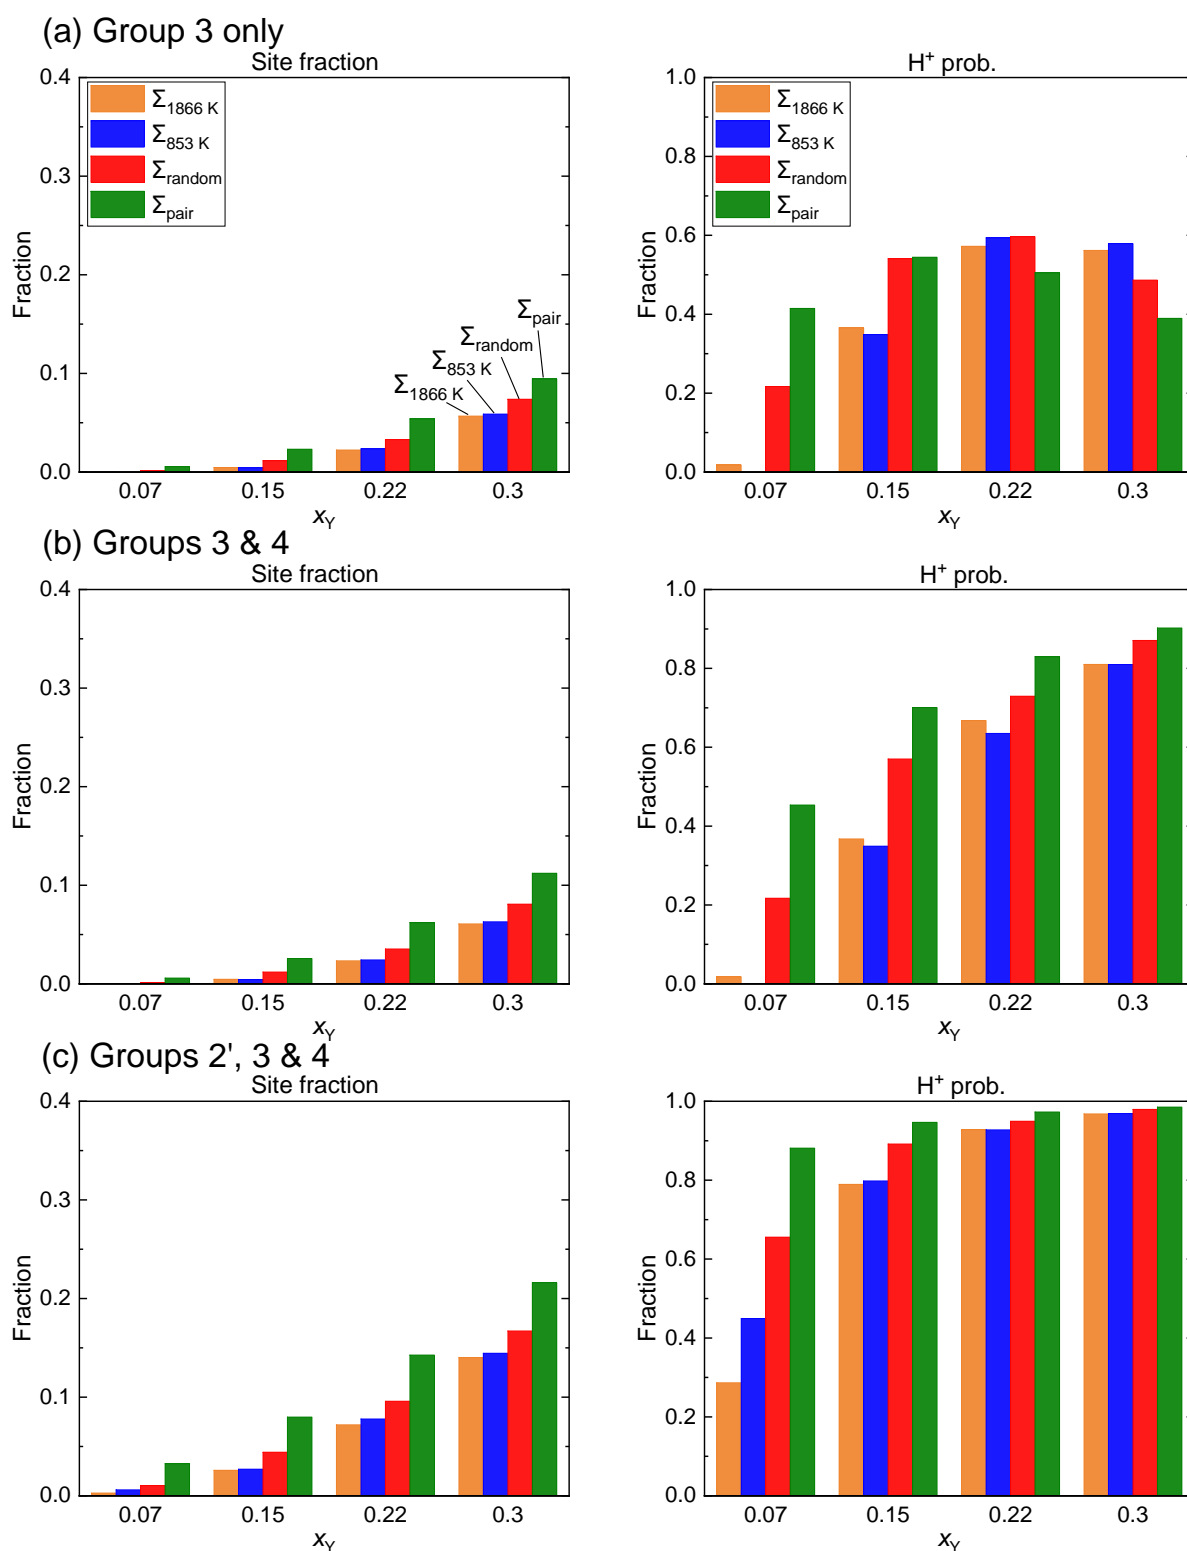 (a) Group 3 only
Site fraction
0.4
0.3
0.2
0.1
0.0
Fraction
Σ1866 K
Σ853 K
Σrandom
Σpair
Σpair
Σrandom
Σ853 K
Σ1866 K
0.07 0.15 0.22 0.3
xY
H+ prob.
1.0
0.8
0.6
0.4
0.2
0.0
Fraction
Σ1866 K
Σ853 K
Σrandom
Σpair
0.07 0.15 0.22 0.3
xY
(b) Groups 3 & 4
Site fraction
0.4
0.3
0.2
0.1
0.0
Fraction
0.07 0.15 0.22 0.3
xY
H+ prob.
1.0
0.8
0.6
0.4
0.2
0.0
Fraction
0.07 0.15 0.22 0.3
xY
(c) Groups 2', 3 & 4
Site fraction
0.4
0.3
0.2
0.1
0.0
Fraction
0.07 0.15 0.22 0.3
xY
H+ prob.
1.0
0.8
0.6
0.4
0.2
0.0
Fraction
0.07 0.15 0.22 0.3
xY